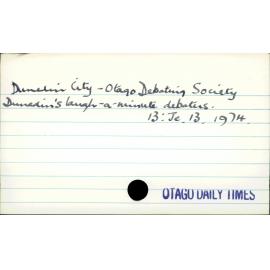 Dunedin City - Otago Debating Society
Dunedin's laugh-a-minute debaters.
13: Je. 13. 1974.
OTAGO DAILY TIMES